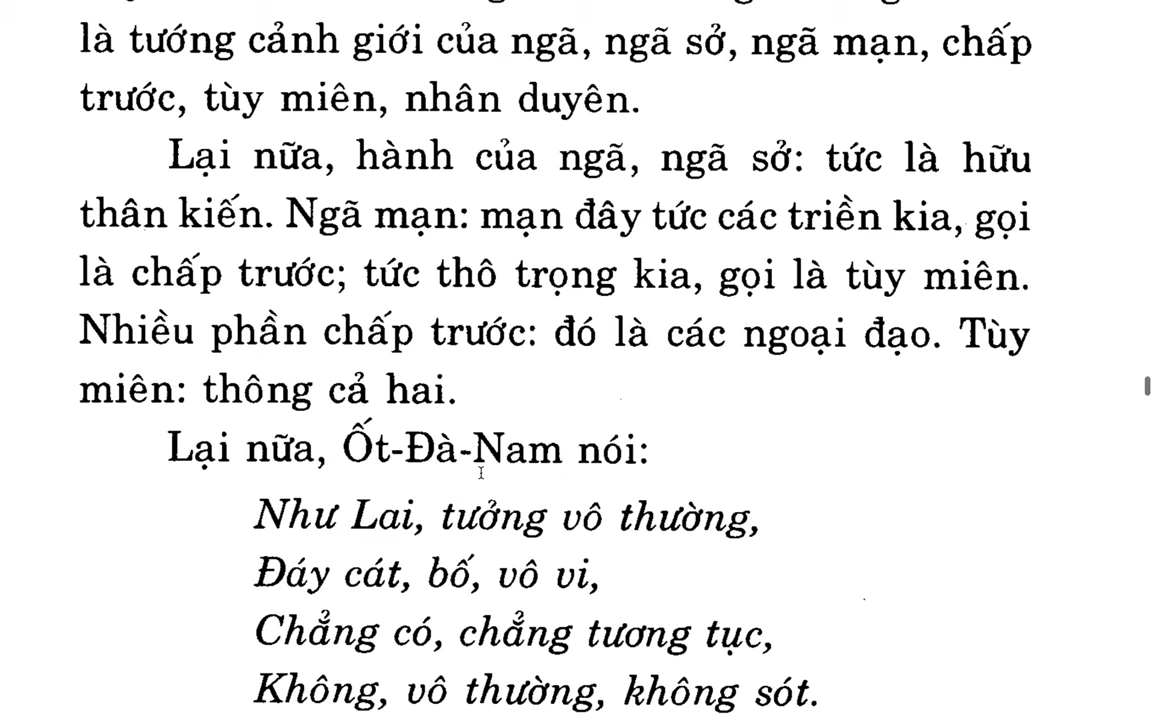 là tướng cảnh giới của ngã, ngã sở, ngã mạn, chấp
trước, tùy miên, nhân duyên.
Lại nữa, hành của ngã, ngã sở: tức là hữu
thân kiến. Ngã mạn: mạn đây tức các triền kia, gọi
là chấp trước; tức thô trọng kia, gọi là tùy miên.
Nhiều phần chấp trước: đó là các ngoại đạo. Tùy
miên: thông cả hai.
Lại nữa, Ốt-Đà-Nam nói:
Như Lai, tưởng vô thường,
Đáy cát, bố, vô vi,
Chẳng có, chẳng tương tục,
Không, vô thường, không sót.